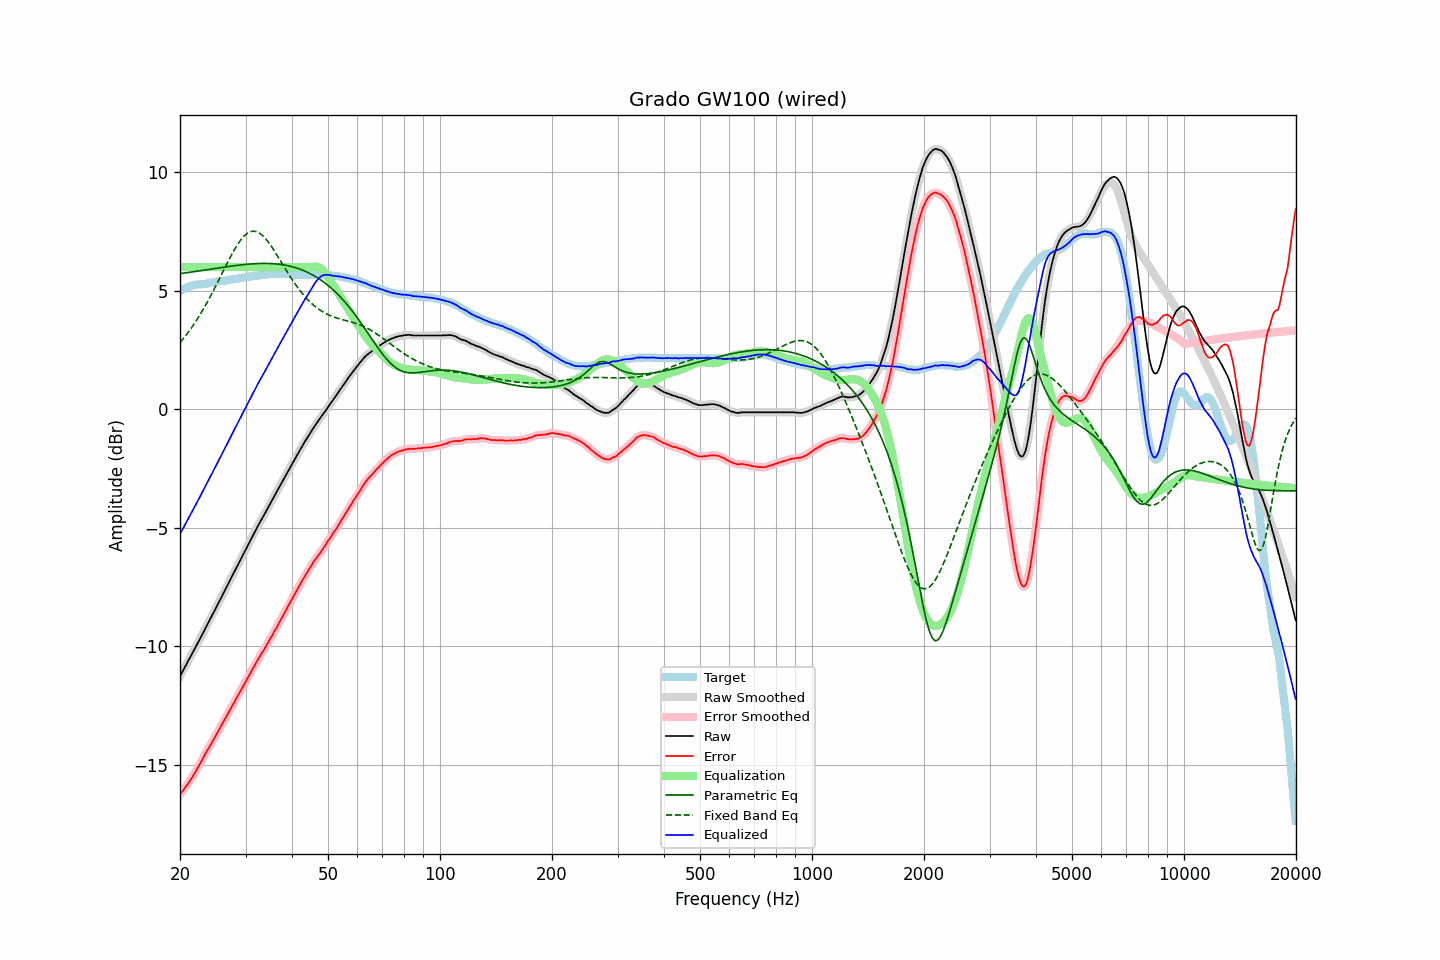 Grado GW100 (wired)
10
5
0
−5
−10
−15
Amplitude (dBr)
Target
Raw Smoothed
Error Smoothed
Raw
Error
Equalization
Parametric Eq
Fixed Band Eq
Equalized
20 50 100 200 500 1000 2000 5000 10000 20000
Frequency (Hz)